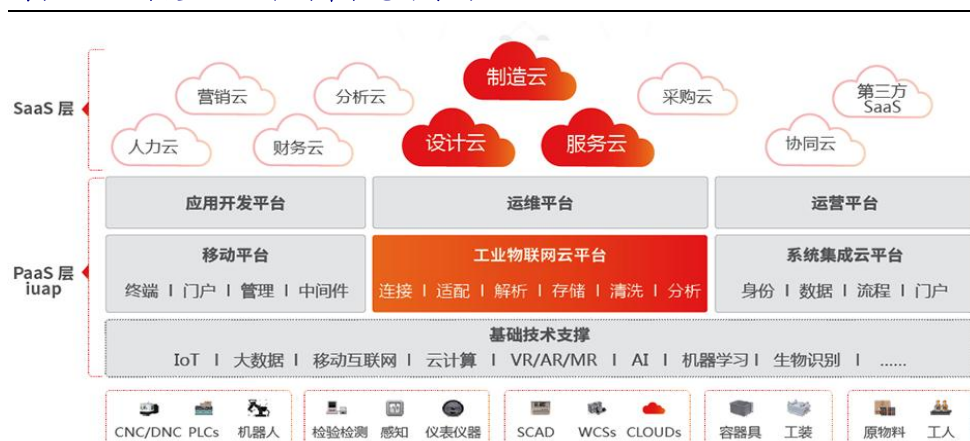 制造云
营销云
分析云
采购云
第三方
SaaS
SaaS 层
人力云
财务云
设计云
服务云
协同云
应用开发平台
运维平台
运营平台
移动平台
终端 I 门户 I 管理 I 中间件
工业物联网云平台
连接 I 适配 I 解析 I 存储 I 清洗 I 分析
系统集成云平台
身份 I 数据 I 流程 I 门户
PaaS 层
iuap
基础技术支撑
IoT I 大数据 I 移动互联网 I 云计算 I VR/AR/MR I AI I 机器学习 I 生物识别 I ......
CNC/DNC PLCs 机器人
检验检测 感知 仪表仪器
SCAD WCSs CLOUDs
容器具 工装
原物料 工人